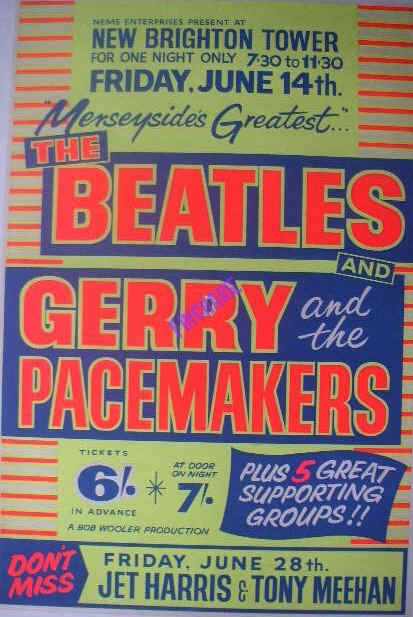 NEMS ENTERPRISES PRESENT AT
NEW BRIGHTON TOWER
FOR ONE NIGHT ONLY 7·30 to 11·30
FRIDAY, JUNE 14th.
"Merseyside's Greatest..."
THE
BEATLES
AND
GERRY and the
PACEMAKERS
TICKETS
6/-
IN ADVANCE
*
AT DOOR
ON NIGHT
7/-
A BOB WOOLER PRODUCTION
PLUS 5 GREAT
SUPPORTING
GROUPS!!
DON'T
MISS
FRIDAY, JUNE 28th.
JET HARRIS & TONY MEEHAN